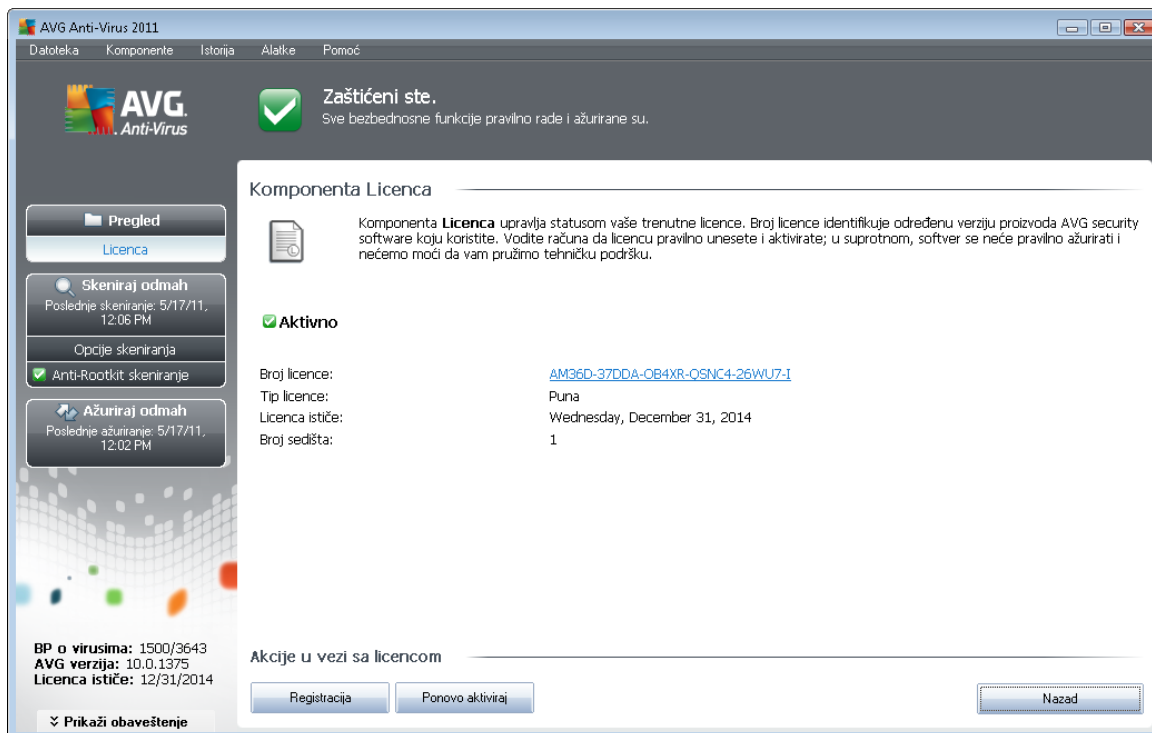 AVG Anti-Virus 2011
Datoteka Komponente Istorija Alatke Pomoć
AVG.
Anti-Virus
Zaštićeni ste.
Sve bezbednosne funkcije pravilno rade i ažurirane su.
Pregled
Licenca
Skeniraj odmah
Poslednje skeniranje: 5/17/11,
12:06 PM
Opcije skeniranja
Anti-Rootkit skeniranje
Ažuriraj odmah
Poslednje ažuriranje: 5/17/11,
12:02 PM
BP o virusima: 1500/3643
AVG verzija: 10.0.1375
Licenca ističe: 12/31/2014
Prikaži obaveštenje
Komponenta Licenca
Komponenta Licenca upravlja statusom vaše trenutne licence. Broj licence identifikuje određenu verziju proizvoda AVG security
software koju koristite. Vodite računa da licencu pravilno unesete i aktivirate; u suprotnom, softver se neće pravilno ažurirati i
nećemo moći da vam pružimo tehničku podršku.
Aktivno
Broj licence: AM36D-37DDA-OB4XR-QSNC4-26WU7-I
Tip licence: Puna
Licenca ističe: Wednesday, December 31, 2014
Broj sedišta: 1
Akcije u vezi sa licencom
Registracija Ponovo aktiviraj Nazad